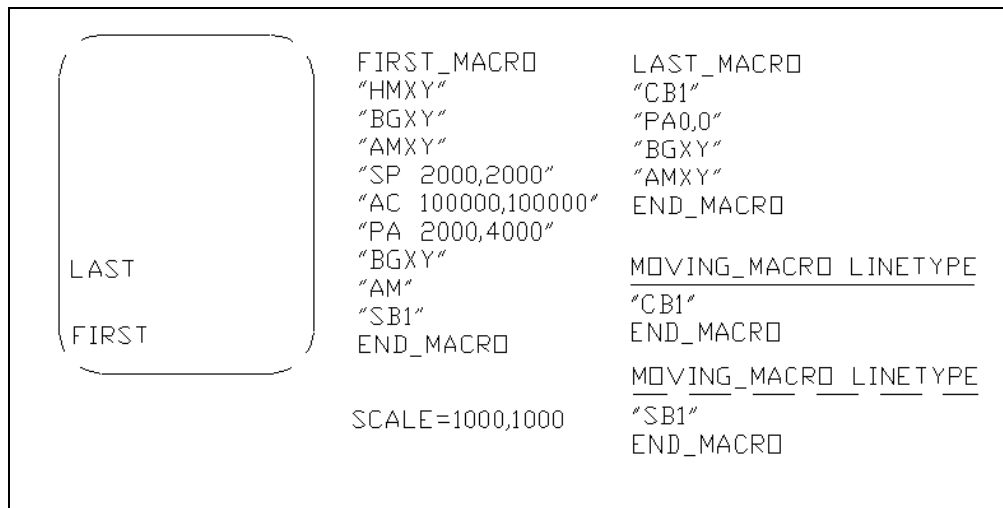 LAST
FIRST
FIRST_MACRO
"HMXY"
"BGXY"
"AMXY"
"SP 2000,2000"
"AC 100000,100000"
"PA 2000,4000"
"BGXY"
"AM"
"SB1"
END_MACRO
SCALE=1000,1000
LAST_MACRO
"CB1"
"PA0,0"
"BGXY"
"AMXY"
END_MACRO
MOVING_MACRO LINETYPE
"CB1"
END_MACRO
MOVING_MACRO LINETYPE
"SB1"
END_MACRO